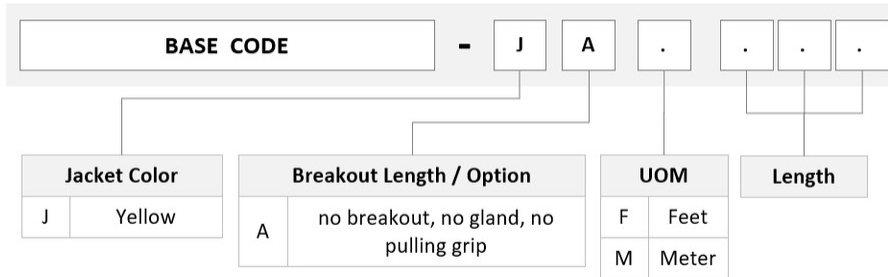 BASE CODE - J A . . . .
Jacket Color
J Yellow
Breakout Length / Option
A no breakout, no gland, no
pulling grip
UOM
F Feet
M Meter
Length